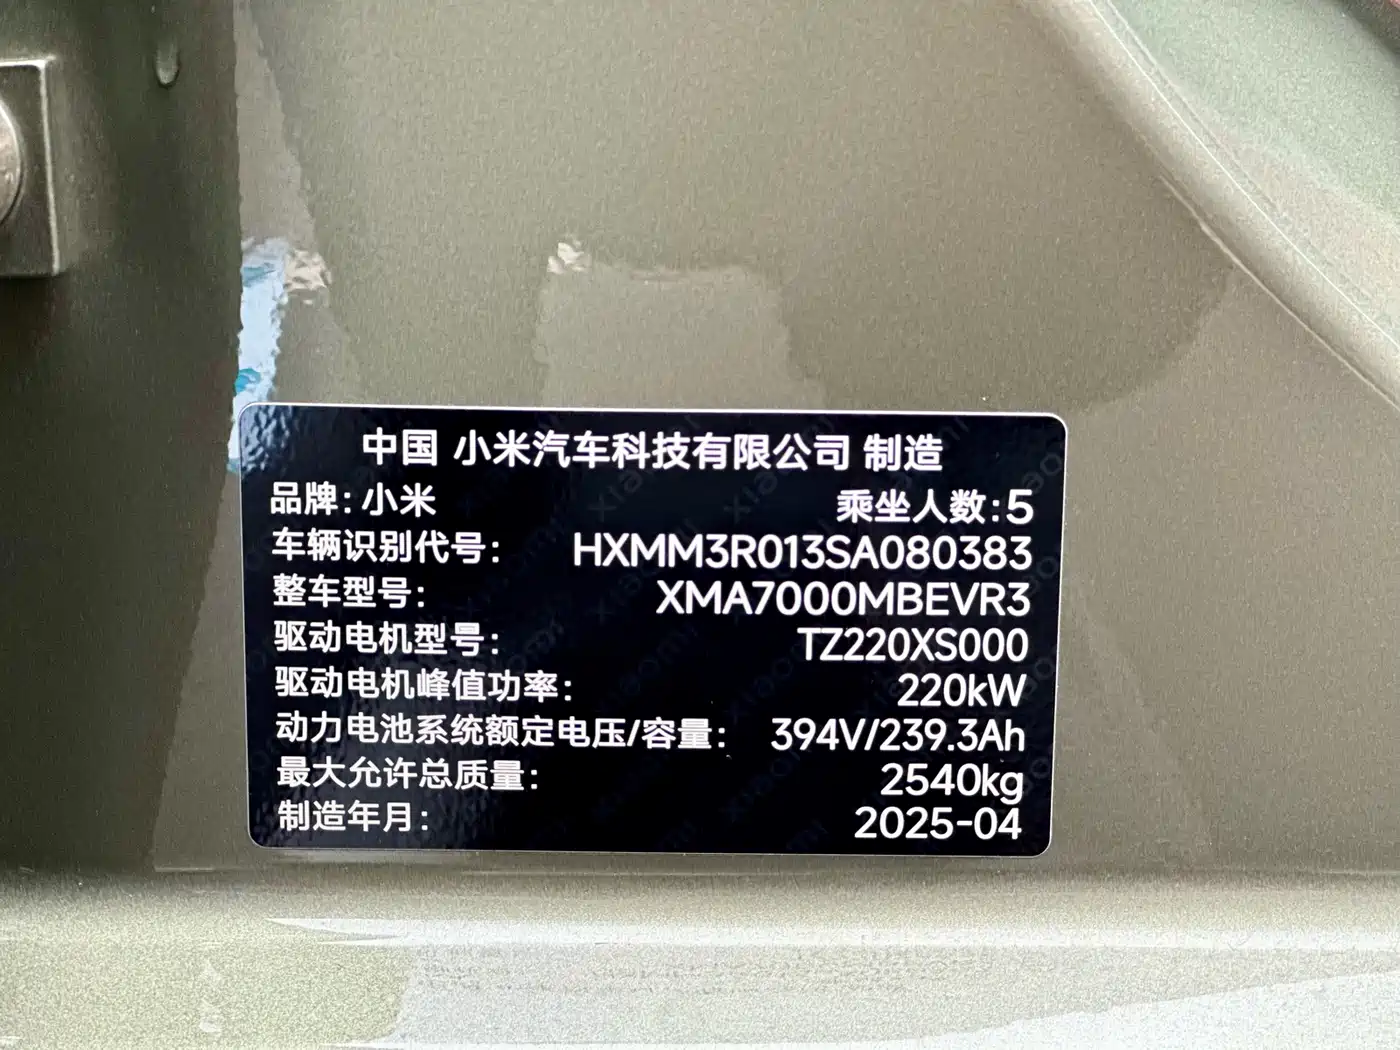 中国 小米汽车科技有限公司 制造
品牌: 小米 乘坐人数: 5
车辆识别代号: HXMM3R013SA080383
整车型号: XMA7000MBEVR3
驱动电机型号: TZ220XS000
驱动电机峰值功率: 220kW
动力电池系统额定电压/容量: 394V/239.3Ah
最大允许总质量: 2540kg
制造年月: 2025-04